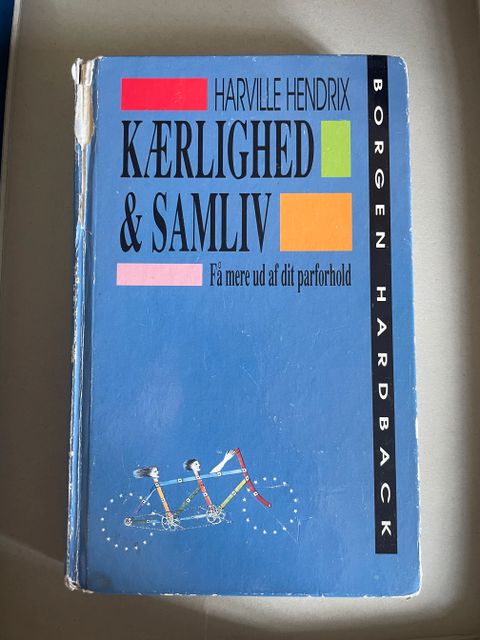 HARVILLE HENDRIX
KÆRLIGHED
& SAMLIV
Få mere ud af dit parforhold
BORGEN HARDBACK